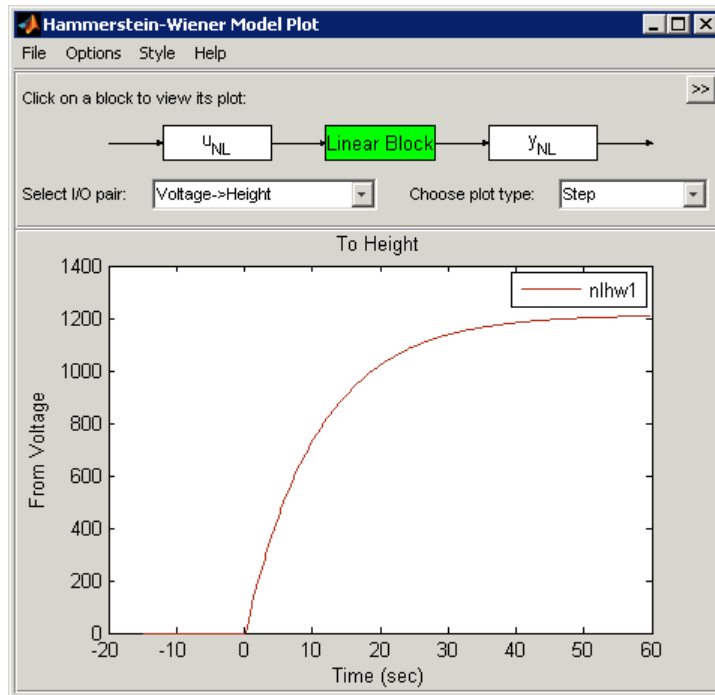 Hammerstein-Wiener Model Plot
File Options Style Help
Click on a block to view its plot:
>>
uNL Linear Block yNL
Select I/O pair: Voltage->Height Choose plot type: Step
To Height
1400
nlhw1
1200
1000
800
600
400
200
0
From Voltage
-20 -10 0 10 20 30 40 50 60
Time (sec)